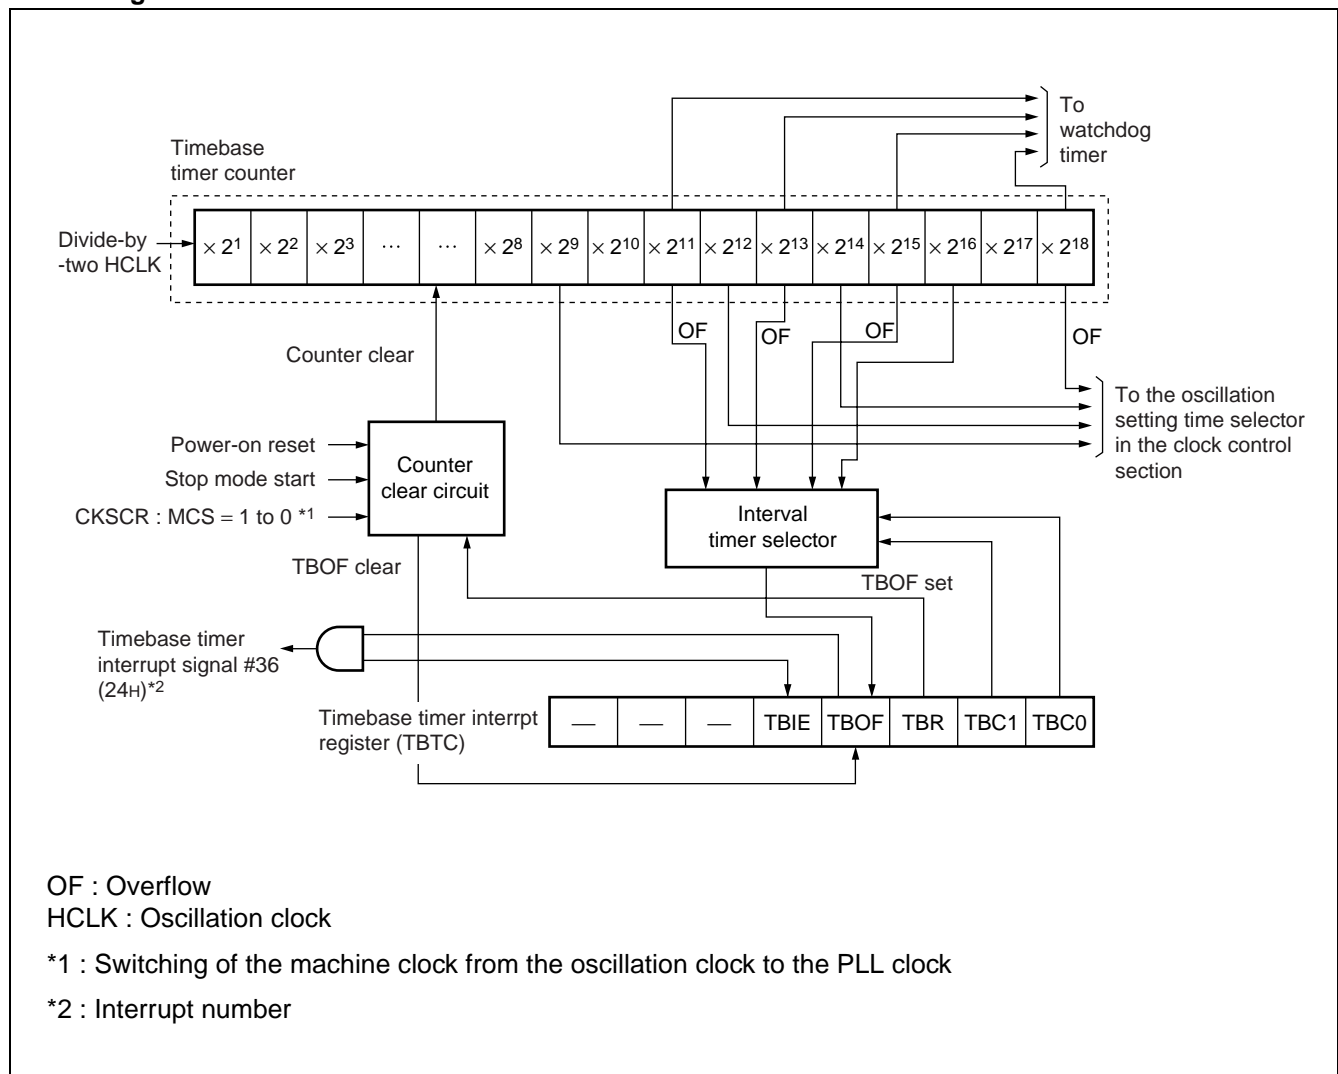 To
watchdog
timer
Timebase
timer counter
Divide-by
-two HCLK
× 2¹ × 2² × 2³ ··· ··· × 2⁸ × 2⁹ × 2¹⁰ × 2¹¹ × 2¹² × 2¹³ × 2¹⁴ × 2¹⁵ × 2¹⁶ × 2¹⁷ × 2¹⁸
OF OF OF OF
Counter clear
To the oscillation
setting time selector
in the clock control
section
Power-on reset
Stop mode start
CKSCR : MCS = 1 to 0 *1
Counter
clear circuit
Interval
timer selector
TBOF clear
TBOF set
Timebase timer
interrupt signal #36
(24H)*2
Timebase timer interrpt
register (TBTC)
— — — TBIE TBOF TBR TBC1 TBC0
OF : Overflow
HCLK : Oscillation clock
*1 : Switching of the machine clock from the oscillation clock to the PLL clock
*2 : Interrupt number